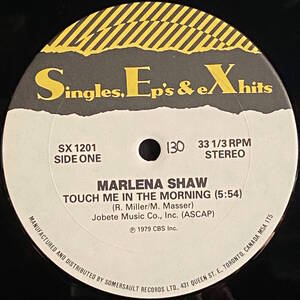 Singles, Ep's & eX hits
SX 1201
SIDE ONE
130
33 1/3 RPM
STEREO
MARLENA SHAW
TOUCH ME IN THE MORNING (5:54)
(R. Miller/M. Masser)
Jobete Music Co., Inc. (ASCAP)
℗ 1979 CBS Inc.
MANUFACTURED AND DISTRIBUTED BY SOMERSAULT RECORDS LTD., 431 QUEEN ST. E., TORONTO, CANADA M5A 1T5